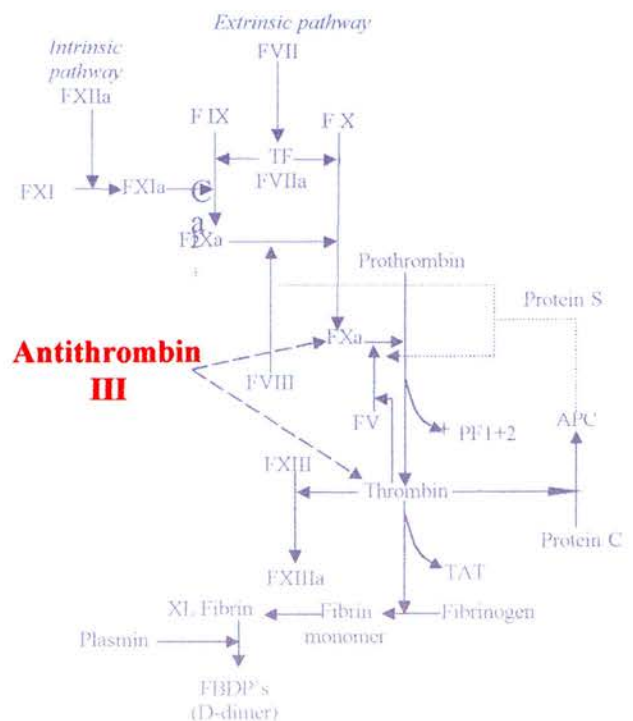 Extrinsic pathway
Intrinsic
pathway
FVII
FXIIa
F IX
F X
TF
FVIIa
FXI
FXIa
Ca2+
FIXa
Prothrombin
Protein S
Antithrombin
III
FXa
FVIII
FV
PF1+2
APC
FXIII
Thrombin
Protein C
FXIIIa
TAT
XL Fibrin
Fibrin
monomer
Fibrinogen
Plasmin
FBDP's
(D-dimer)